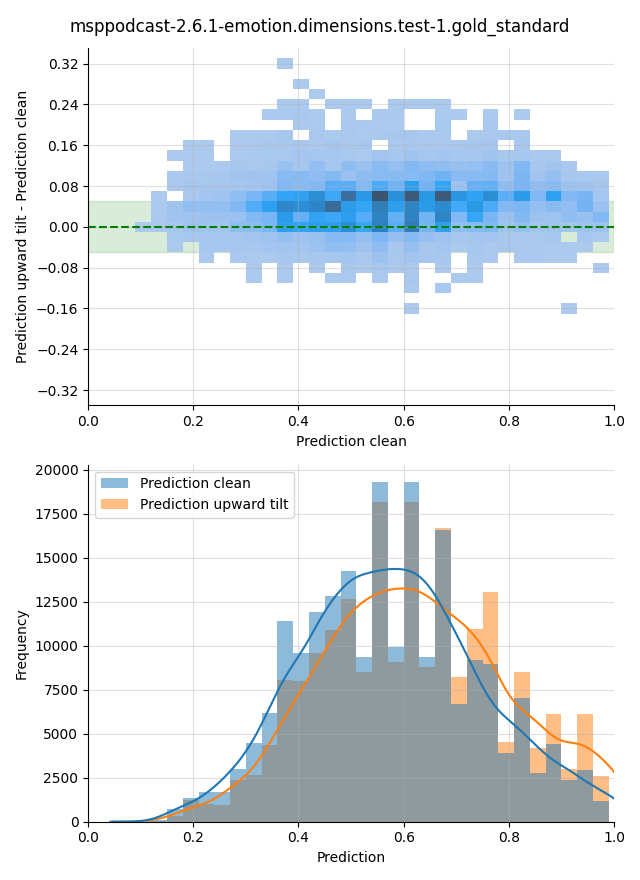 msppodcast-2.6.1-emotion.dimensions.test-1.gold_standard
Prediction upward tilt - Prediction clean
0.32
0.24
0.16
0.08
0.00
−0.08
−0.16
−0.24
−0.32
0.0 0.2 0.4 0.6 0.8 1.0
Prediction clean
Frequency
20000
17500
15000
12500
10000
7500
5000
2500
0
Prediction clean
Prediction upward tilt
0.0 0.2 0.4 0.6 0.8 1.0
Prediction